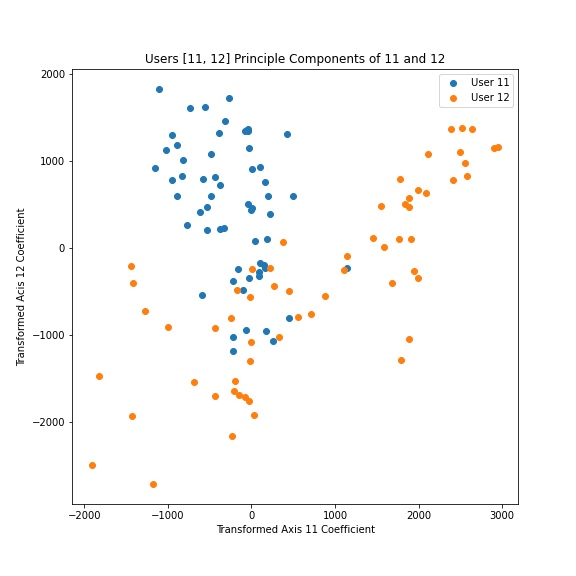 Users [11, 12] Principle Components of 11 and 12
User 11
User 12
2000
1000
0
−1000
−2000
Transformed Acis 12 Coefficient
−2000 −1000 0 1000 2000 3000
Transformed Axis 11 Coefficient